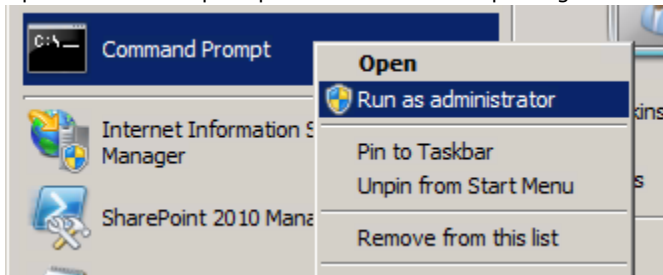 C:\
Command Prompt
Open
Run as administrator
Internet Information
Manager
Pin to Taskbar
Unpin from Start Menu
SharePoint 2010
Remove from this list